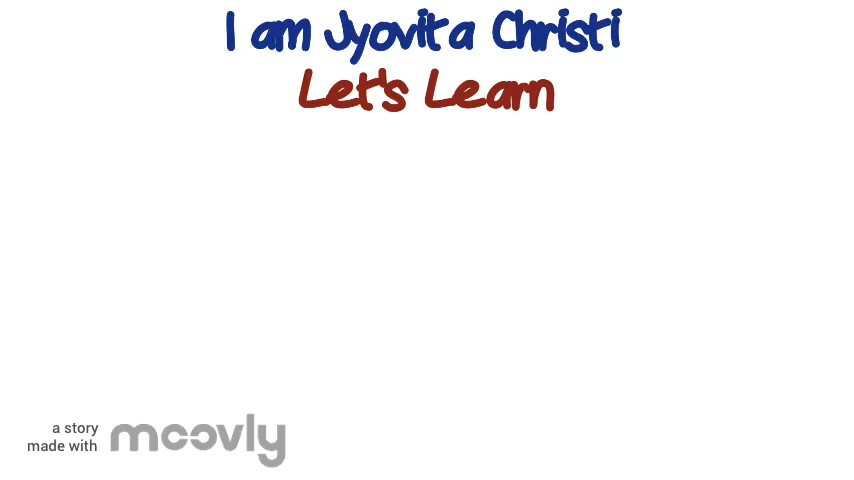 I am Jyovita Christi
Let's Learn
a story
made with
moovly